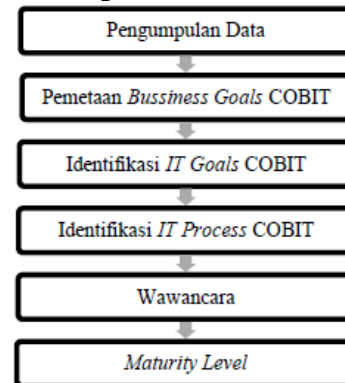 Pengumpulan Data
Pemetaan Bussiness Goals COBIT
Identifikasi IT Goals COBIT
Identifikasi IT Process COBIT
Wawancara
Maturity Level